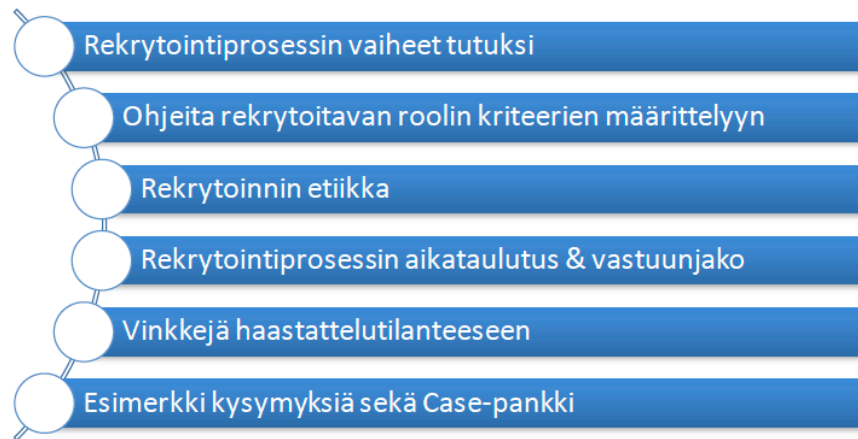 Rekrytointiprosessin vaiheet tutuksi
Ohjeita rekrytoitavan roolin kriteerien määrittelyyn
Rekrytoinnin etiikka
Rekrytointiprosessin aikataulutus & vastuunjako
Vinkkejä haastattelutilanteeseen
Esimerkki kysymyksiä sekä Case-pankki